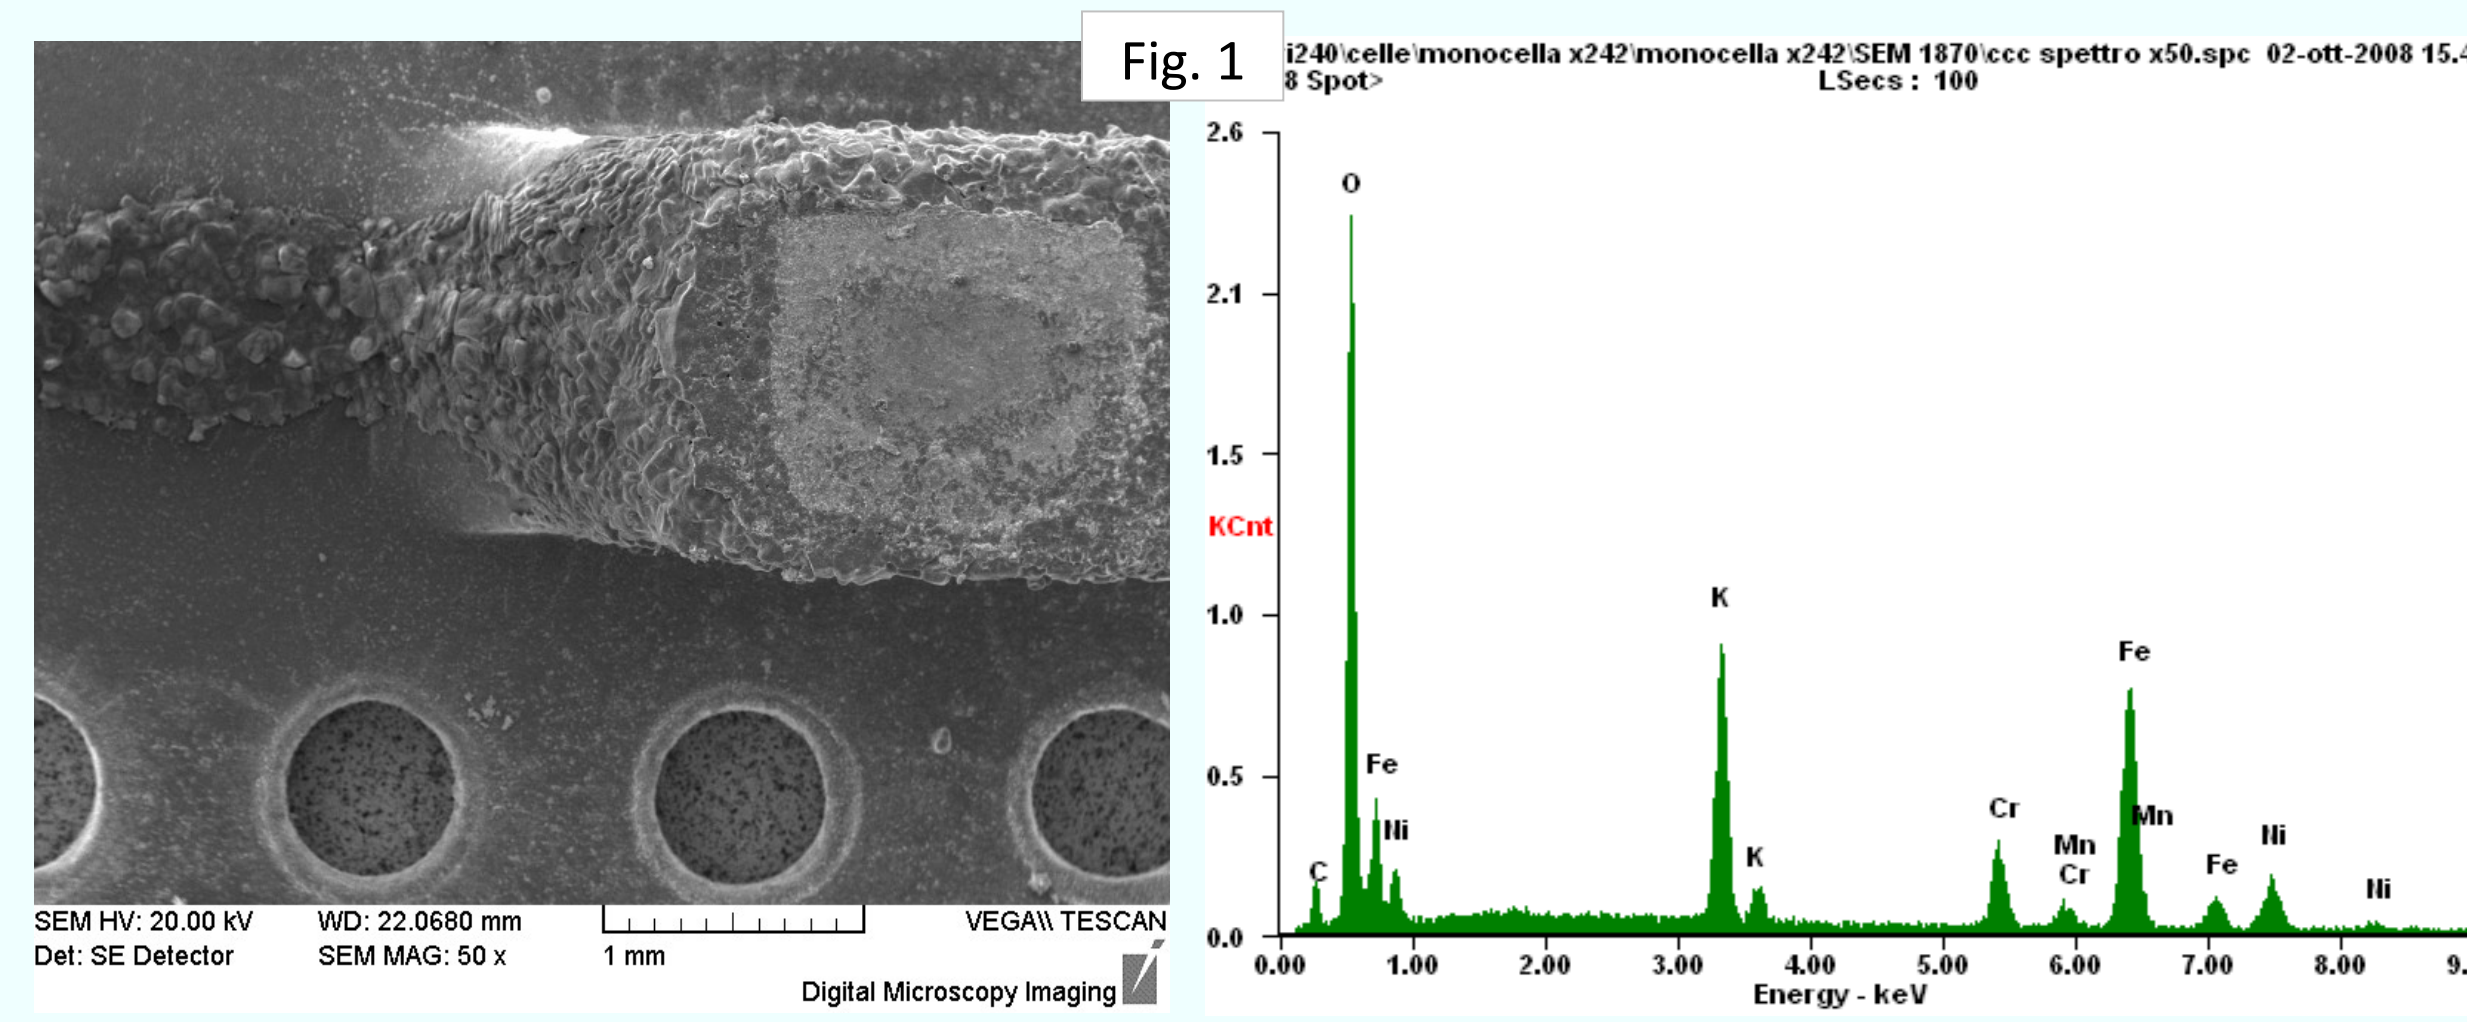 Fig. 1
i240\celle\monocella x242\monocella x242\SEM 1870\ccc spettro x50.spc 02-ott-2008 15.4
8 Spot>
LSecs : 100
2.6
2.1
1.5
1.0
0.5
0.0
KCnt
O
Fe
Ni
C
K
K
Cr
Mn
Cr
Fe
Mn
Fe
Ni
Ni
0.00 1.00 2.00 3.00 4.00 5.00 6.00 7.00 8.00 9.
Energy - keV
SEM HV: 20.00 kV WD: 22.0680 mm VEGA\\ TESCAN
Det: SE Detector SEM MAG: 50 x 1 mm
Digital Microscopy Imaging